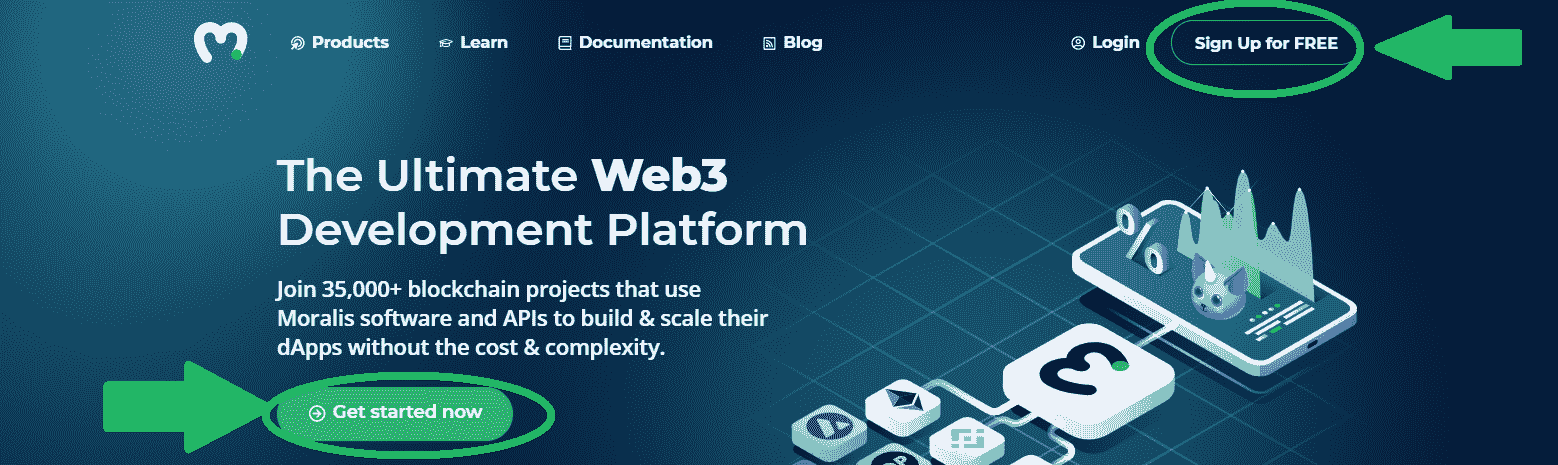 Products
Learn
Documentation
Blog
Login
Sign Up for FREE
The Ultimate Web3
Development Platform
Join 35,000+ blockchain projects that use
Moralis software and APIs to build & scale their
dApps without the cost & complexity.
Get started now
%